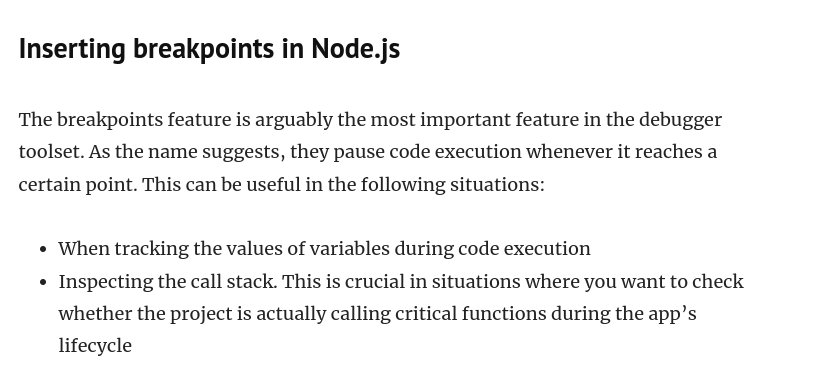 Inserting breakpoints in Node.js
The breakpoints feature is arguably the most important feature in the debugger
toolset. As the name suggests, they pause code execution whenever it reaches a
certain point. This can be useful in the following situations:
• When tracking the values of variables during code execution
• Inspecting the call stack. This is crucial in situations where you want to check
whether the project is actually calling critical functions during the app’s
lifecycle